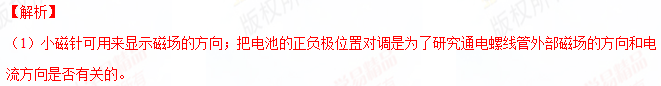 【解析】
（1）小磁针可用来显示磁场的方向；把电池的正负极位置对调是为了研究通电螺线管外部磁场的方向和电
流方向是否有关的。